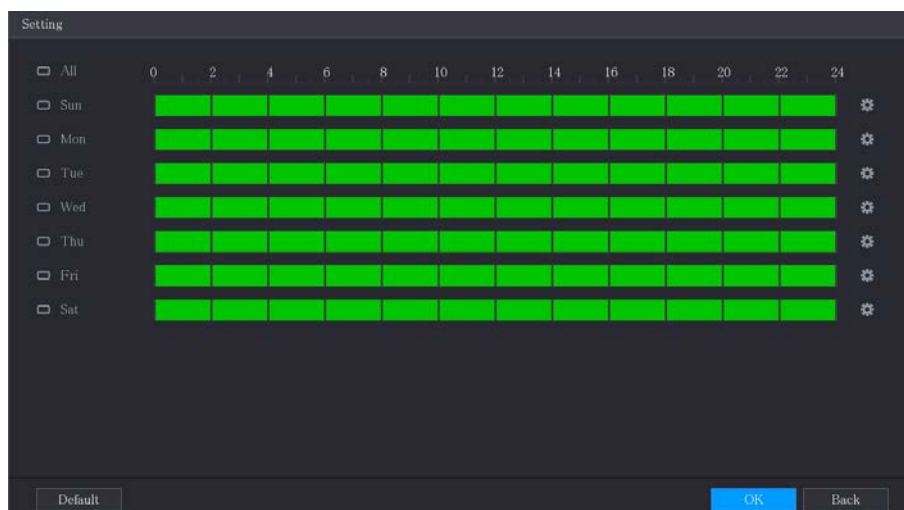 Setting
All 0 2 4 6 8 10 12 14 16 18 20 22 24
Sun
Mon
Tue
Wed
Thu
Fri
Sat
Default OK Back